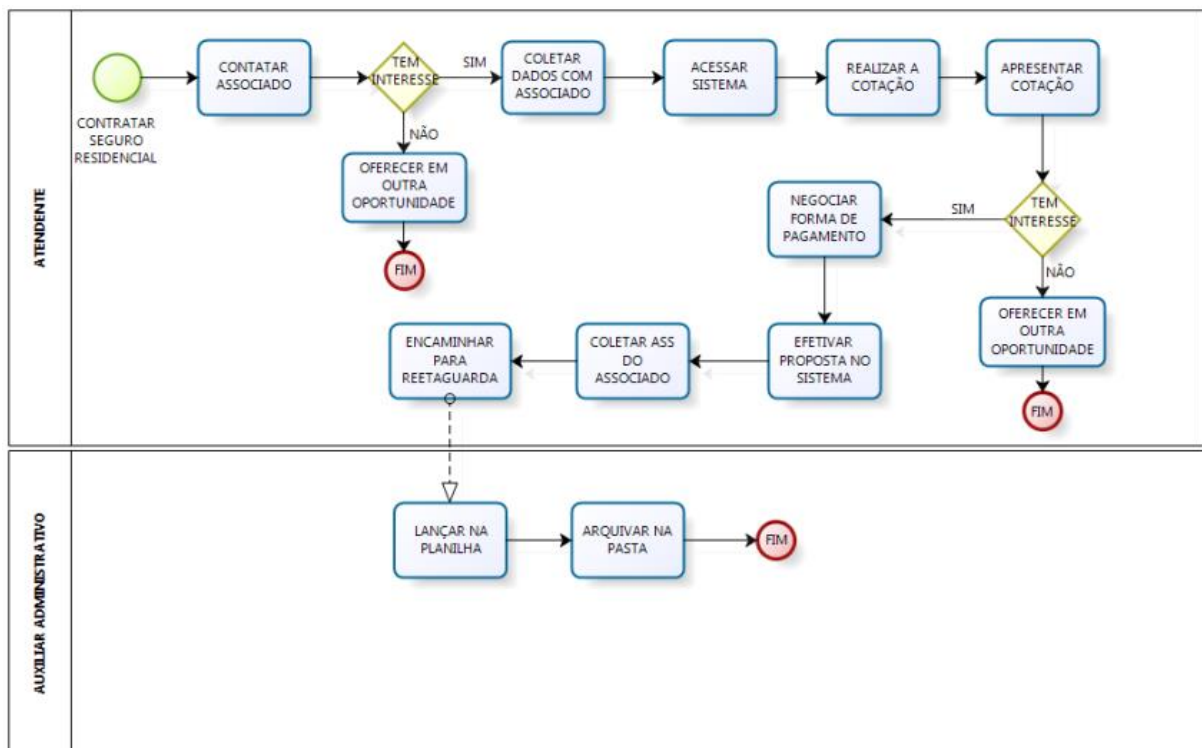 ATENDENTE
CONTRATAR
SEGURO
RESIDENCIAL
CONTATAR
ASSOCIADO
TEM
INTERESSE
SIM
COLETAR
DADOS COM
ASSOCIADO
ACESSAR
SISTEMA
REALIZAR A
COTAÇÃO
APRESENTAR
COTAÇÃO
NÃO
OFERECER EM
OUTRA
OPORTUNIDADE
FIM
TEM
INTERESSE
SIM
NEGOCIAR
FORMA DE
PAGAMENTO
NÃO
OFERECER EM
OUTRA
OPORTUNIDADE
FIM
EFETIVAR
PROPOSTA NO
SISTEMA
COLETAR ASS
DO
ASSOCIADO
ENCAMINHAR
PARA
REETAGUARDA
AUXILIAR ADMINISTRATIVO
LANÇAR NA
PLANILHA
ARQUIVAR NA
PASTA
FIM